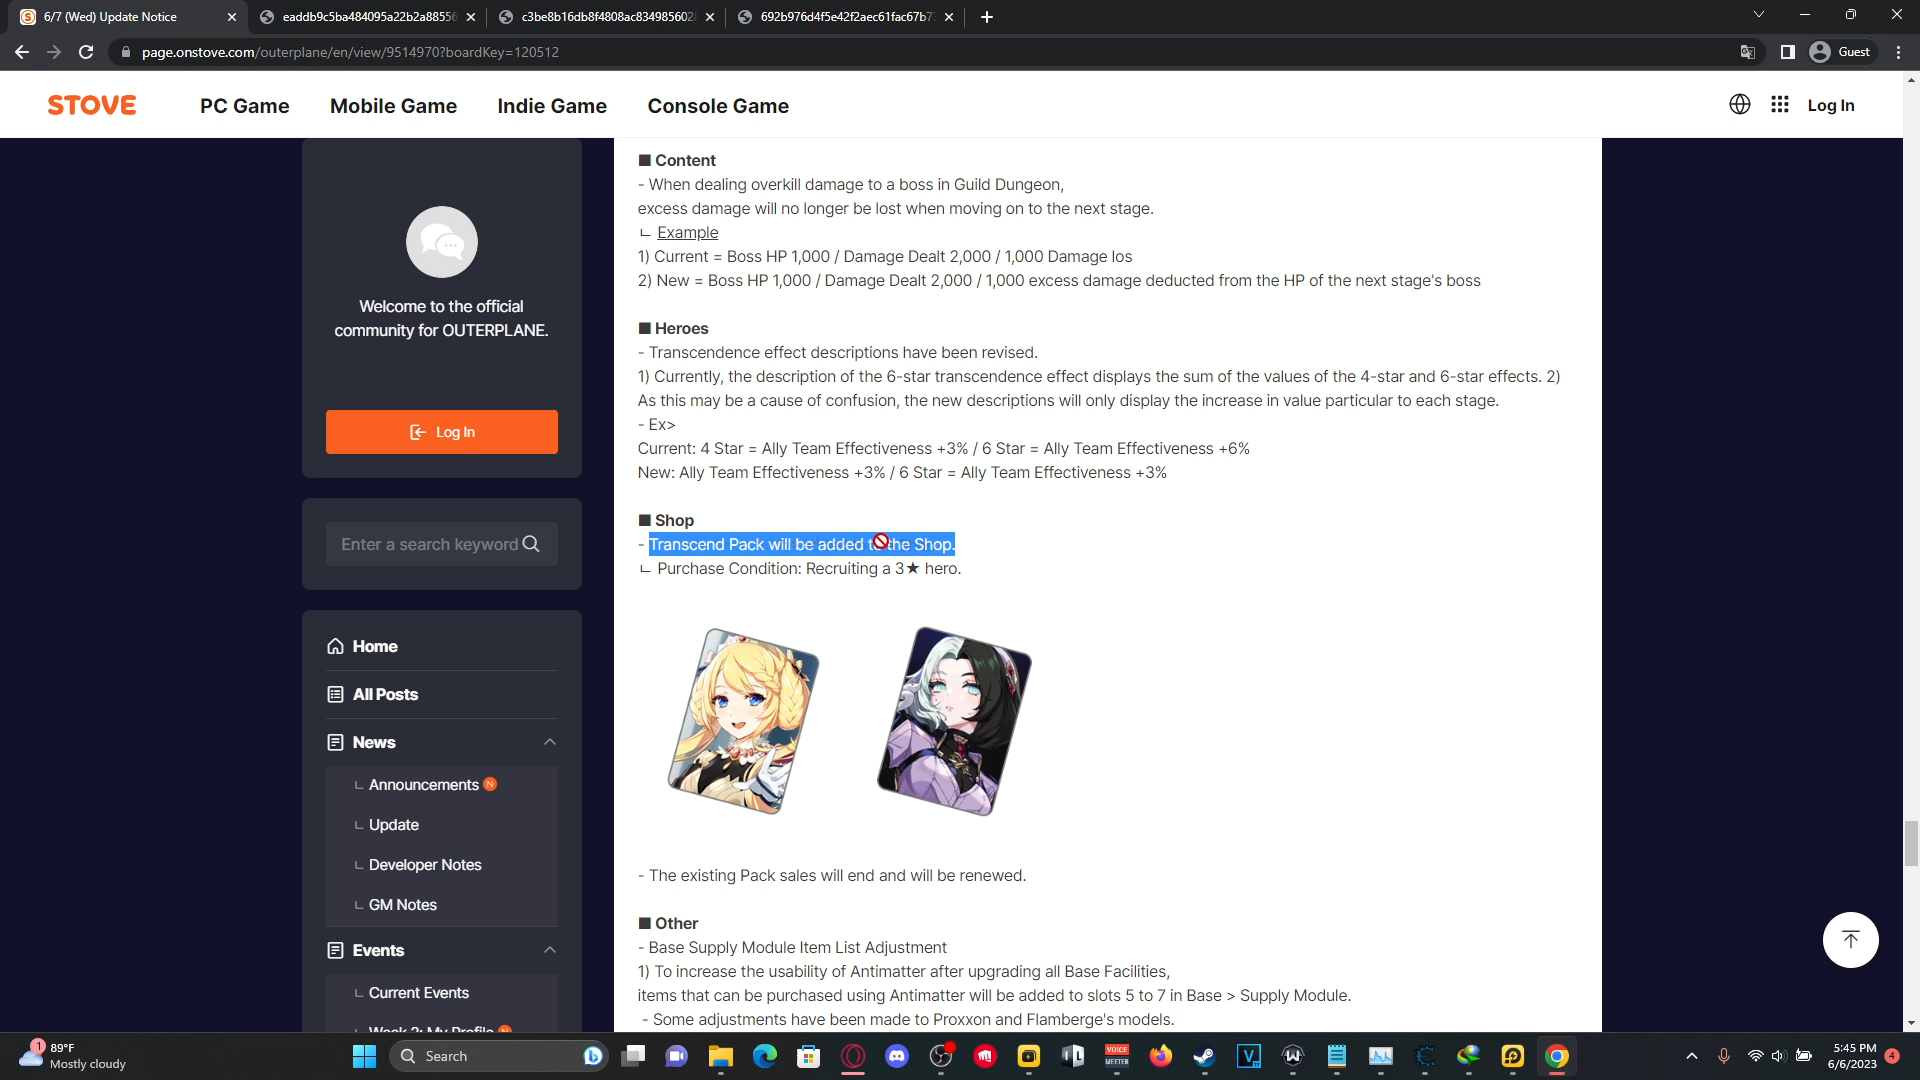 6/7 (Wed) Update Notice
eaddb9c5ba484095a22b2a88556
c3be8b16db8f4808ac834985602
692b976d4f5e42f2aec61fac67b7
page.onstove.com/outerplane/en/view/9514970?boardKey=120512
Guest
STOVE
PC Game
Mobile Game
Indie Game
Console Game
Log In
Welcome to the official
community for OUTERPLANE.
Log In
Enter a search keyword
Home
All Posts
News
Announcements N
Update
Developer Notes
GM Notes
Events
Current Events
■ Content
- When dealing overkill damage to a boss in Guild Dungeon,
excess damage will no longer be lost when moving on to the next stage.
ㄴ Example
1) Current = Boss HP 1,000 / Damage Dealt 2,000 / 1,000 Damage los
2) New = Boss HP 1,000 / Damage Dealt 2,000 / 1,000 excess damage deducted from the HP of the next stage's boss
■ Heroes
- Transcendence effect descriptions have been revised.
1) Currently, the description of the 6-star transcendence effect displays the sum of the values of the 4-star and 6-star effects. 2)
As this may be a cause of confusion, the new descriptions will only display the increase in value particular to each stage.
- Ex>
Current: 4 Star = Ally Team Effectiveness +3% / 6 Star = Ally Team Effectiveness +6%
New: Ally Team Effectiveness +3% / 6 Star = Ally Team Effectiveness +3%
■ Shop
- Transcend Pack will be added to the Shop.
ㄴ Purchase Condition: Recruiting a 3★ hero.
- The existing Pack sales will end and will be renewed.
■ Other
- Base Supply Module Item List Adjustment
1) To increase the usability of Antimatter after upgrading all Base Facilities,
items that can be purchased using Antimatter will be added to slots 5 to 7 in Base > Supply Module.
- Some adjustments have been made to Proxxon and Flamberge's models.
1
89°F
Mostly cloudy
Search
VOICE
MEETER
5:45 PM
6/6/2023
4